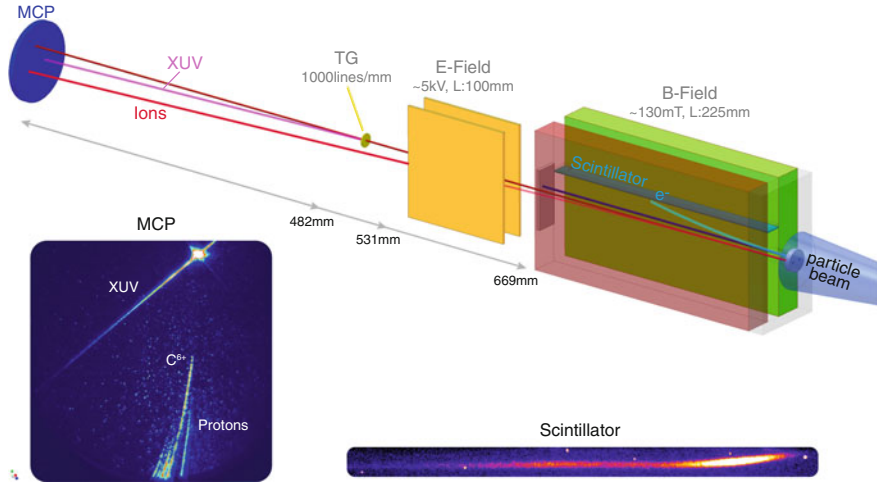 MCP
XUV
Ions
TG
1000lines/mm
E-Field
~5kV, L:100mm
B-Field
~130mT, L:225mm
Scintillator
e⁻
particle
beam
482mm
531mm
669mm
MCP
XUV
C⁶⁺
Protons
Scintillator